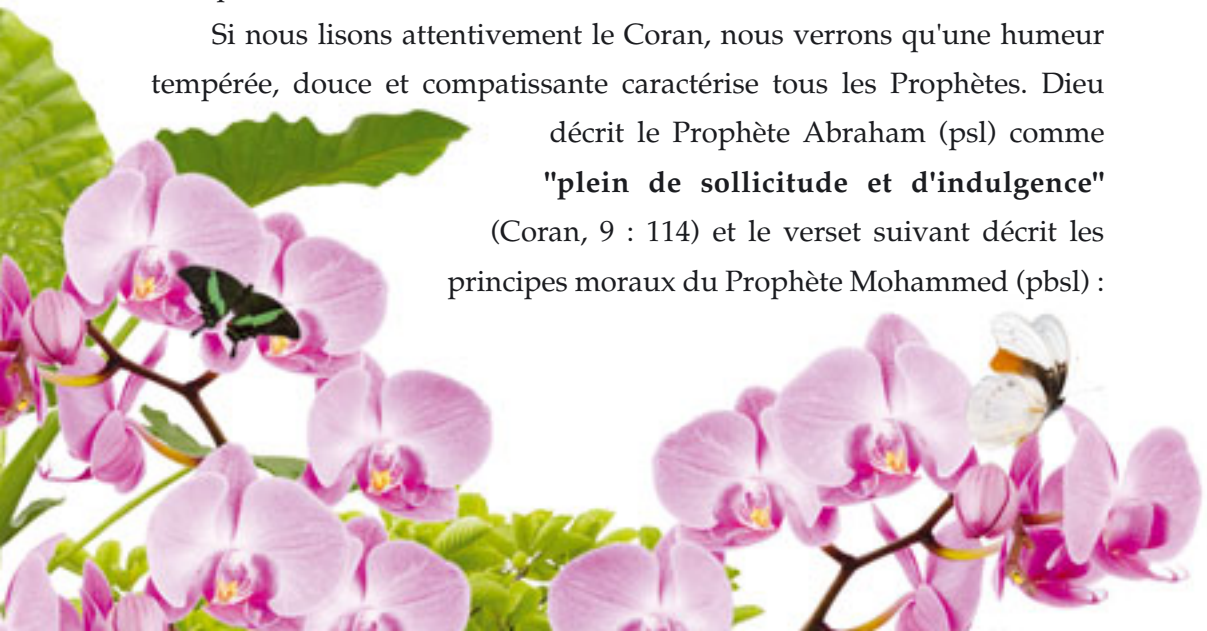 Si nous lisons attentivement le Coran, nous verrons qu'une humeur
tempérée, douce et compatissante caractérise tous les Prophètes. Dieu
décrit le Prophète Abraham (psl) comme
"plein de sollicitude et d'indulgence"
(Coran, 9 : 114) et le verset suivant décrit les
principes moraux du Prophète Mohammed (pbsl) :